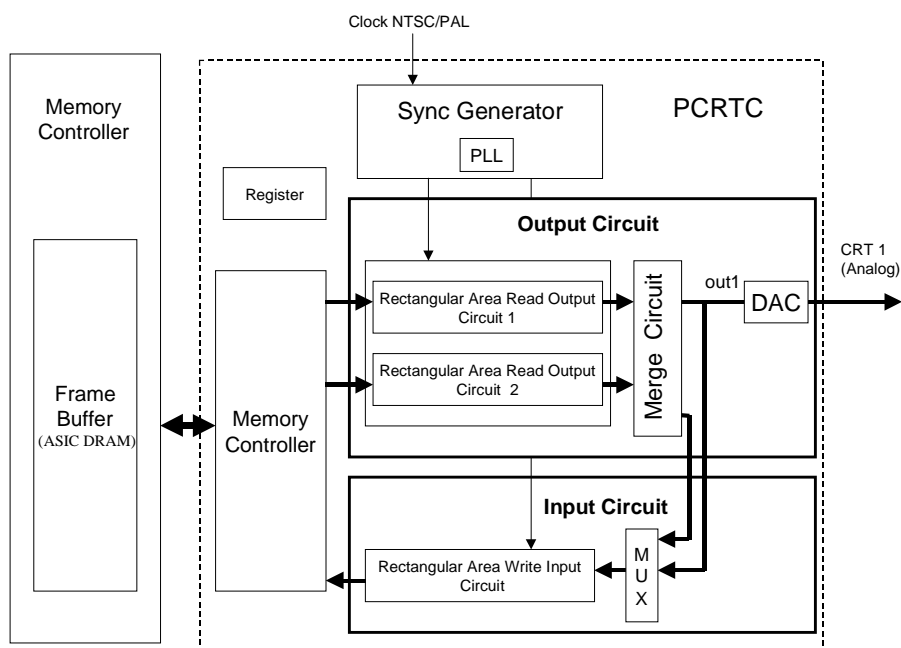 Clock NTSC/PAL
Memory
Controller
Sync Generator
PLL
PCRTC
Register
Output Circuit
CRT 1
(Analog)
Rectangular Area Read Output
Circuit 1
Merge Circuit
out1
DAC
Rectangular Area Read Output
Circuit 2
Frame
Buffer
(ASIC DRAM)
Memory
Controller
Input Circuit
Rectangular Area Write Input
Circuit
M
U
X